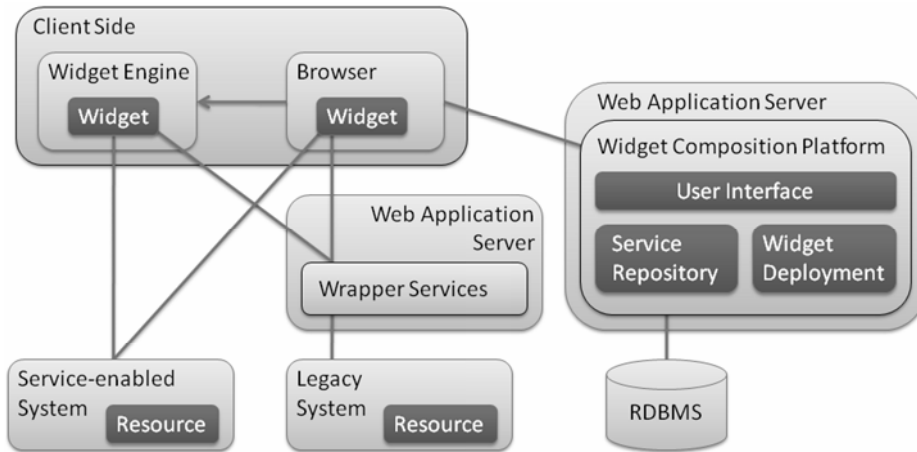 Client Side
Widget Engine
Widget
Browser
Widget
Web Application Server
Widget Composition Platform
User Interface
Service
Repository
Widget
Deployment
Web Application
Server
Wrapper Services
Service-enabled
System
Resource
Legacy
System
Resource
RDBMS